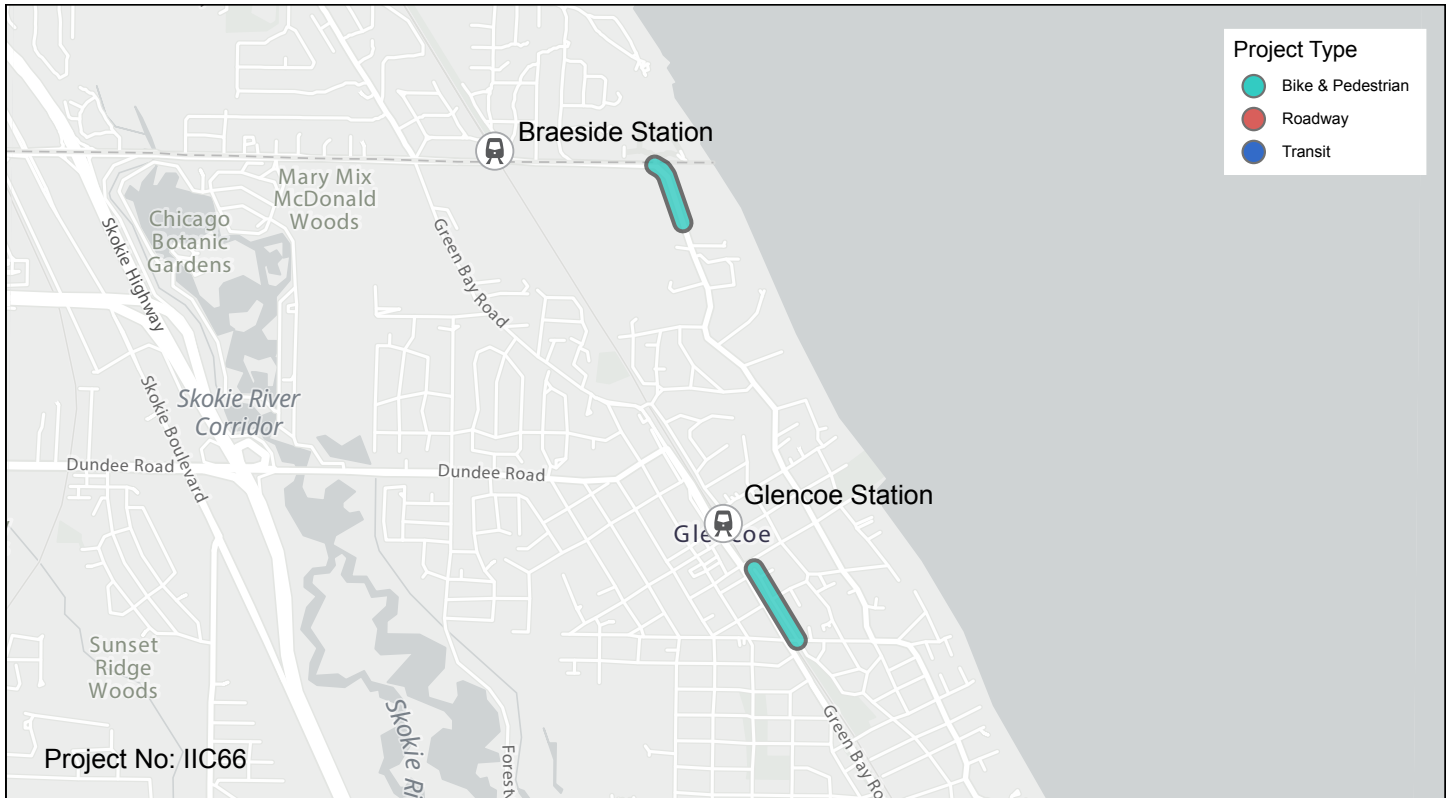 Project Type
Bike & Pedestrian
Roadway
Transit
Braeside Station
Mary Mix
McDonald
Woods
Chicago
Botanic
Gardens
Skokie Highway
Green Bay Road
Skokie River
Corridor
Skokie Boulevard
Dundee Road
Dundee Road
Glencoe Station
Sunset
Ridge
Woods
Green Bay Ro
Skokie Ri
Forest
Project No: IIC66